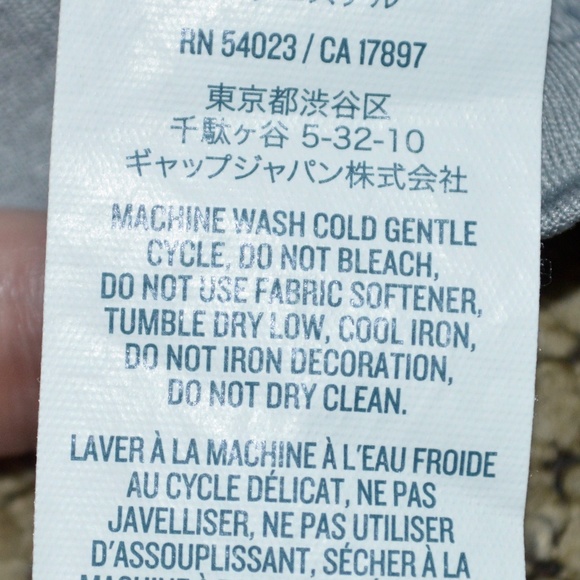 RN 54023 / CA 17897
東京都渋谷区
千駄ヶ谷 5-32-10
ギャップジャパン株式会社
MACHINE WASH COLD GENTLE
CYCLE, DO NOT BLEACH,
DO NOT USE FABRIC SOFTENER,
TUMBLE DRY LOW, COOL IRON,
DO NOT IRON DECORATION,
DO NOT DRY CLEAN.
LAVER À LA MACHINE À L'EAU FROIDE
AU CYCLE DÉLICAT, NE PAS
JAVELLISER, NE PAS UTILISER
D'ASSOUPLISSANT, SÉCHER À LA
MACHINE À